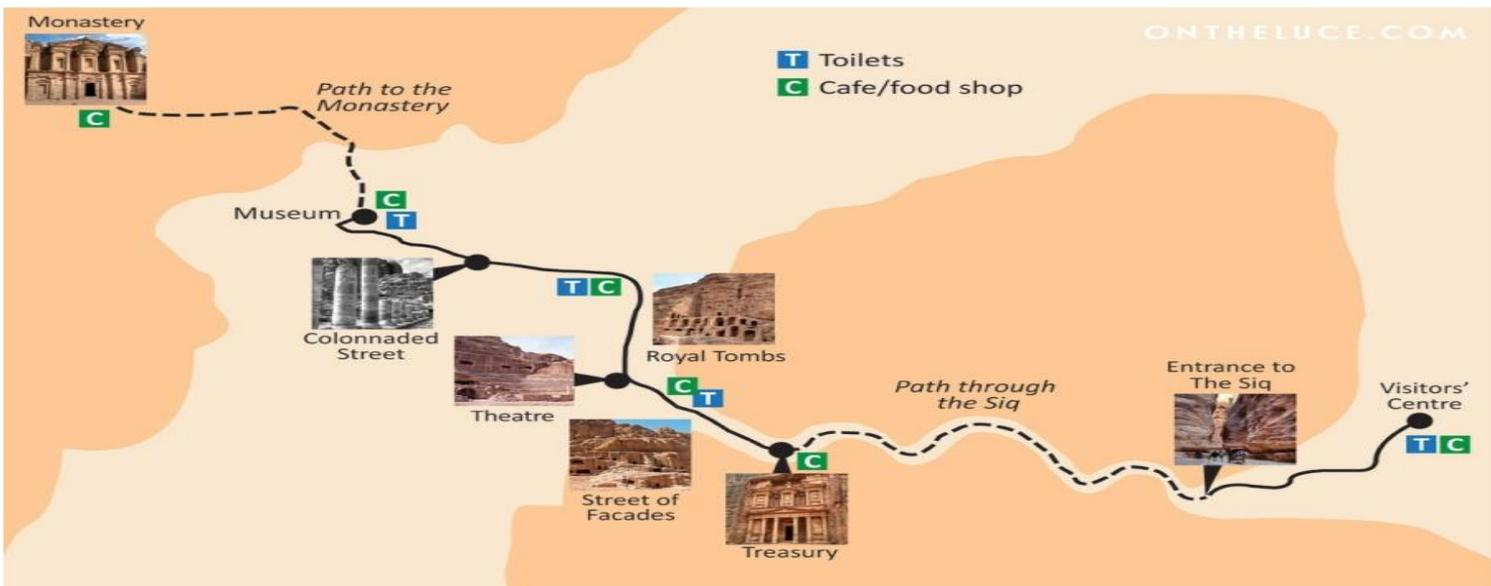 Monastery
ONTHELUCE.COM
T Toilets
C Cafe/food shop
Path to the
Monastery
C
C
Museum
T
T C
Colonnaded
Street
Royal Tombs
Theatre
C
T
Path through
the Siq
Entrance to
The Siq
Visitors'
Centre
T C
C
Street of
Facades
Treasury